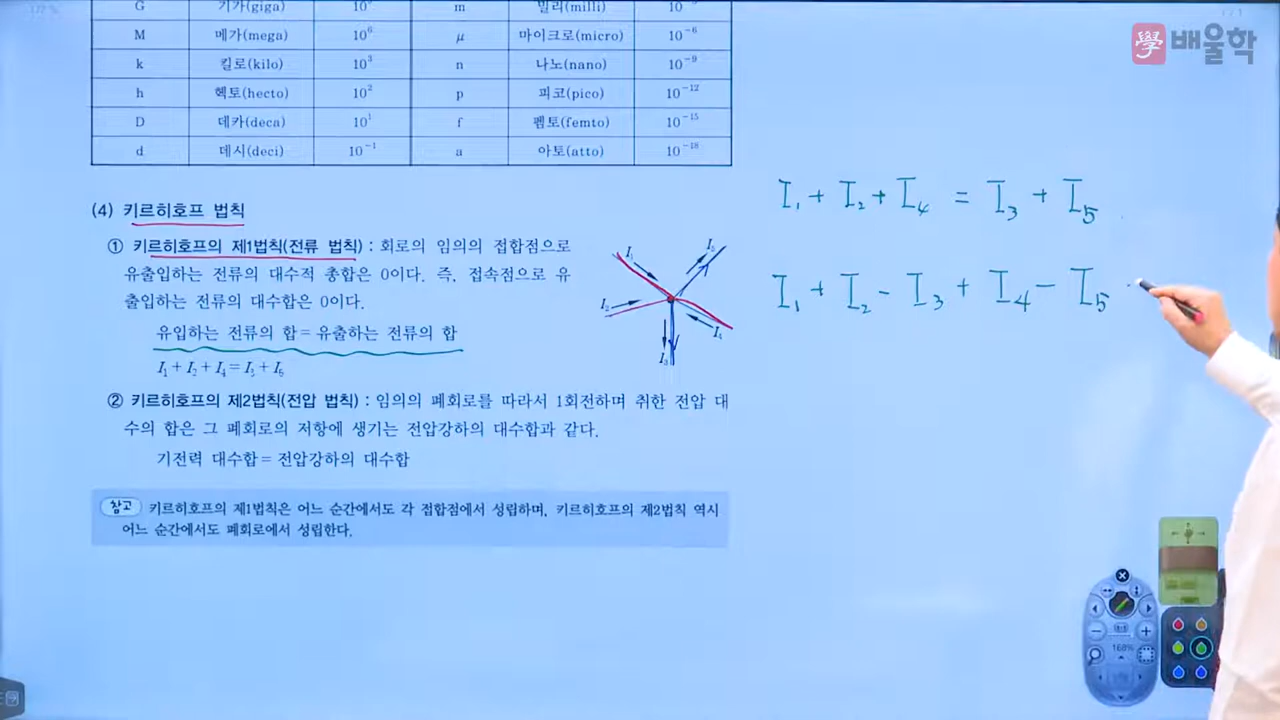 學 배울학
G 기가(giga) m 밀리(milli)
M 메가(mega) 10⁶ μ 마이크로(micro) 10⁻⁶
k 킬로(kilo) 10³ n 나노(nano) 10⁻⁹
h 헥토(hecto) 10² p 피코(pico) 10⁻¹²
D 데카(deca) 10¹ f 펨토(femto) 10⁻¹⁵
d 데시(deci) 10⁻¹ a 아토(atto) 10⁻¹⁸
(4) 키르히호프 법칙
① 키르히호프의 제1법칙(전류 법칙) : 회로의 임의의 접합점으로
유출입하는 전류의 대수적 총합은 0이다. 즉, 접속점으로 유
출입하는 전류의 대수합은 0이다.
유입하는 전류의 합=유출하는 전류의 합
I₁+I₂+I₄=I₃+I₅
I₁
I₅
I₂
I₄
I₃
② 키르히호프의 제2법칙(전압 법칙) : 임의의 폐회로를 따라서 1회전하며 취한 전압 대
수의 합은 그 폐회로의 저항에 생기는 전압강하의 대수합과 같다.
기전력 대수합=전압강하의 대수합
참고 키르히호프의 제1법칙은 어느 순간에서도 각 접합점에서 성립하며, 키르히호프의 제2법칙 역시
어느 순간에서도 폐회로에서 성립한다.
I₁ + I₂ + I₄ = I₃ + I₅
I₁ + I₂ - I₃ + I₄ - I₅
168%